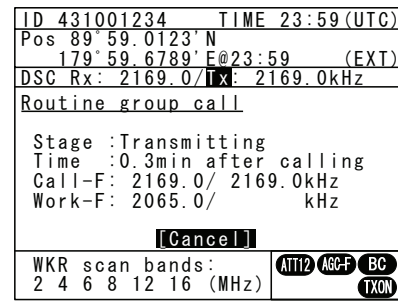 ID 431001234 TIME 23:59(UTC)
Pos 89°59.0123'N
179°59.6789'E@23:59 (EXT)
DSC Rx: 2169.0/Tx: 2169.0kHz
Routine group call
Stage :Transmitting
Time :0.3min after calling
Call-F: 2169.0/ 2169.0kHz
Work-F: 2065.0/ kHz
[Cancel]
WKR scan bands:
2 4 6 8 12 16 (MHz)
ATT12 AGC-F BC
TXON